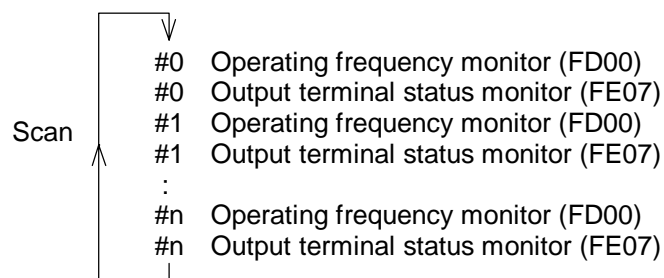 #0 Operating frequency monitor (FD00)
#0 Output terminal status monitor (FE07)
#1 Operating frequency monitor (FD00)
Scan
#1 Output terminal status monitor (FE07)
:
#n Operating frequency monitor (FD00)
#n Output terminal status monitor (FE07)